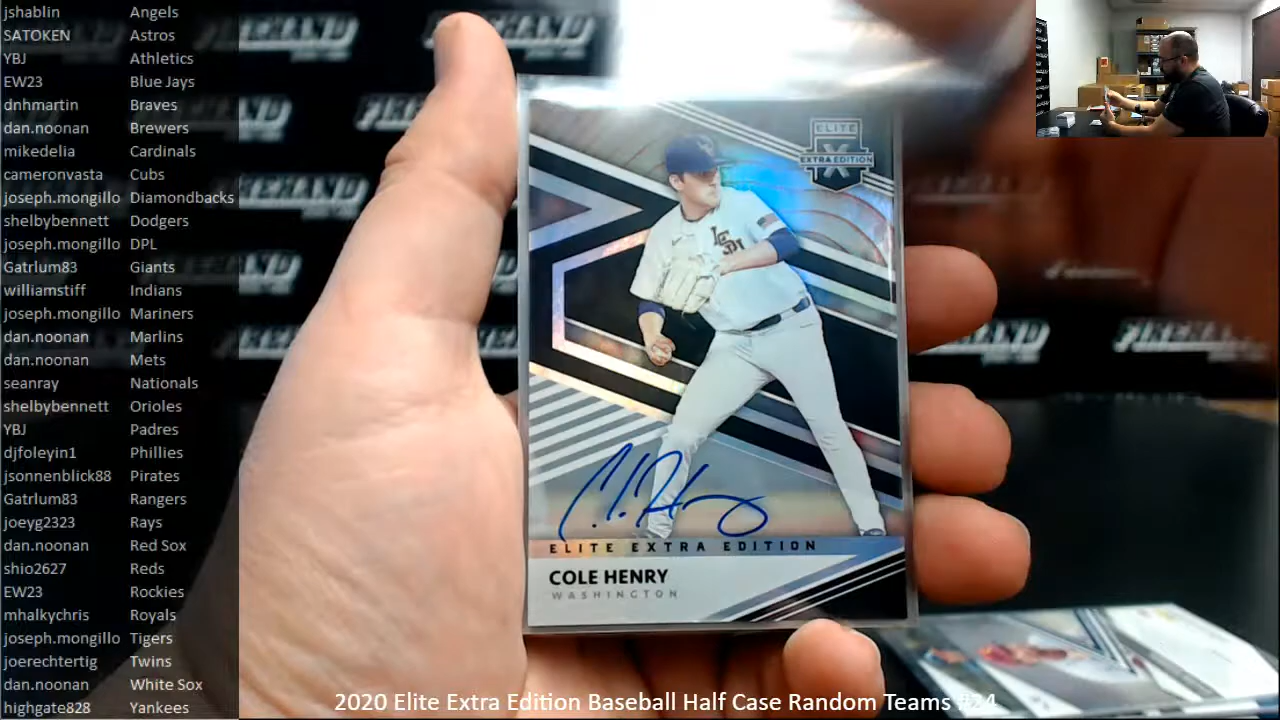 jshablin Angels
SATOKEN Astros
YBJ Athletics
EW23 Blue Jays
dnhmartin Braves
dan.noonan Brewers
mikedelia Cardinals
cameronvasta Cubs
joseph.mongillo Diamondbacks
shelbybennett Dodgers
joseph.mongillo DPL
Gatrlum83 Giants
williamstiff Indians
joseph.mongillo Mariners
dan.noonan Marlins
dan.noonan Mets
seanray Nationals
shelbybennett Orioles
YBJ Padres
djfoleyin1 Phillies
jsonnenblick88 Pirates
Gatrlum83 Rangers
joeyg2323 Rays
dan.noonan Red Sox
shio2627 Reds
EW23 Rockies
mhalkychris Royals
joseph.mongillo Tigers
joerechtertig Twins
dan.noonan White Sox
highgate828 Yankees
ELITE
X
EXTRA EDITION
C. Henry
ELITE EXTRA EDITION
COLE HENRY
WASHINGTON
2020 Elite Extra Edition Baseball Half Case Random Teams #24